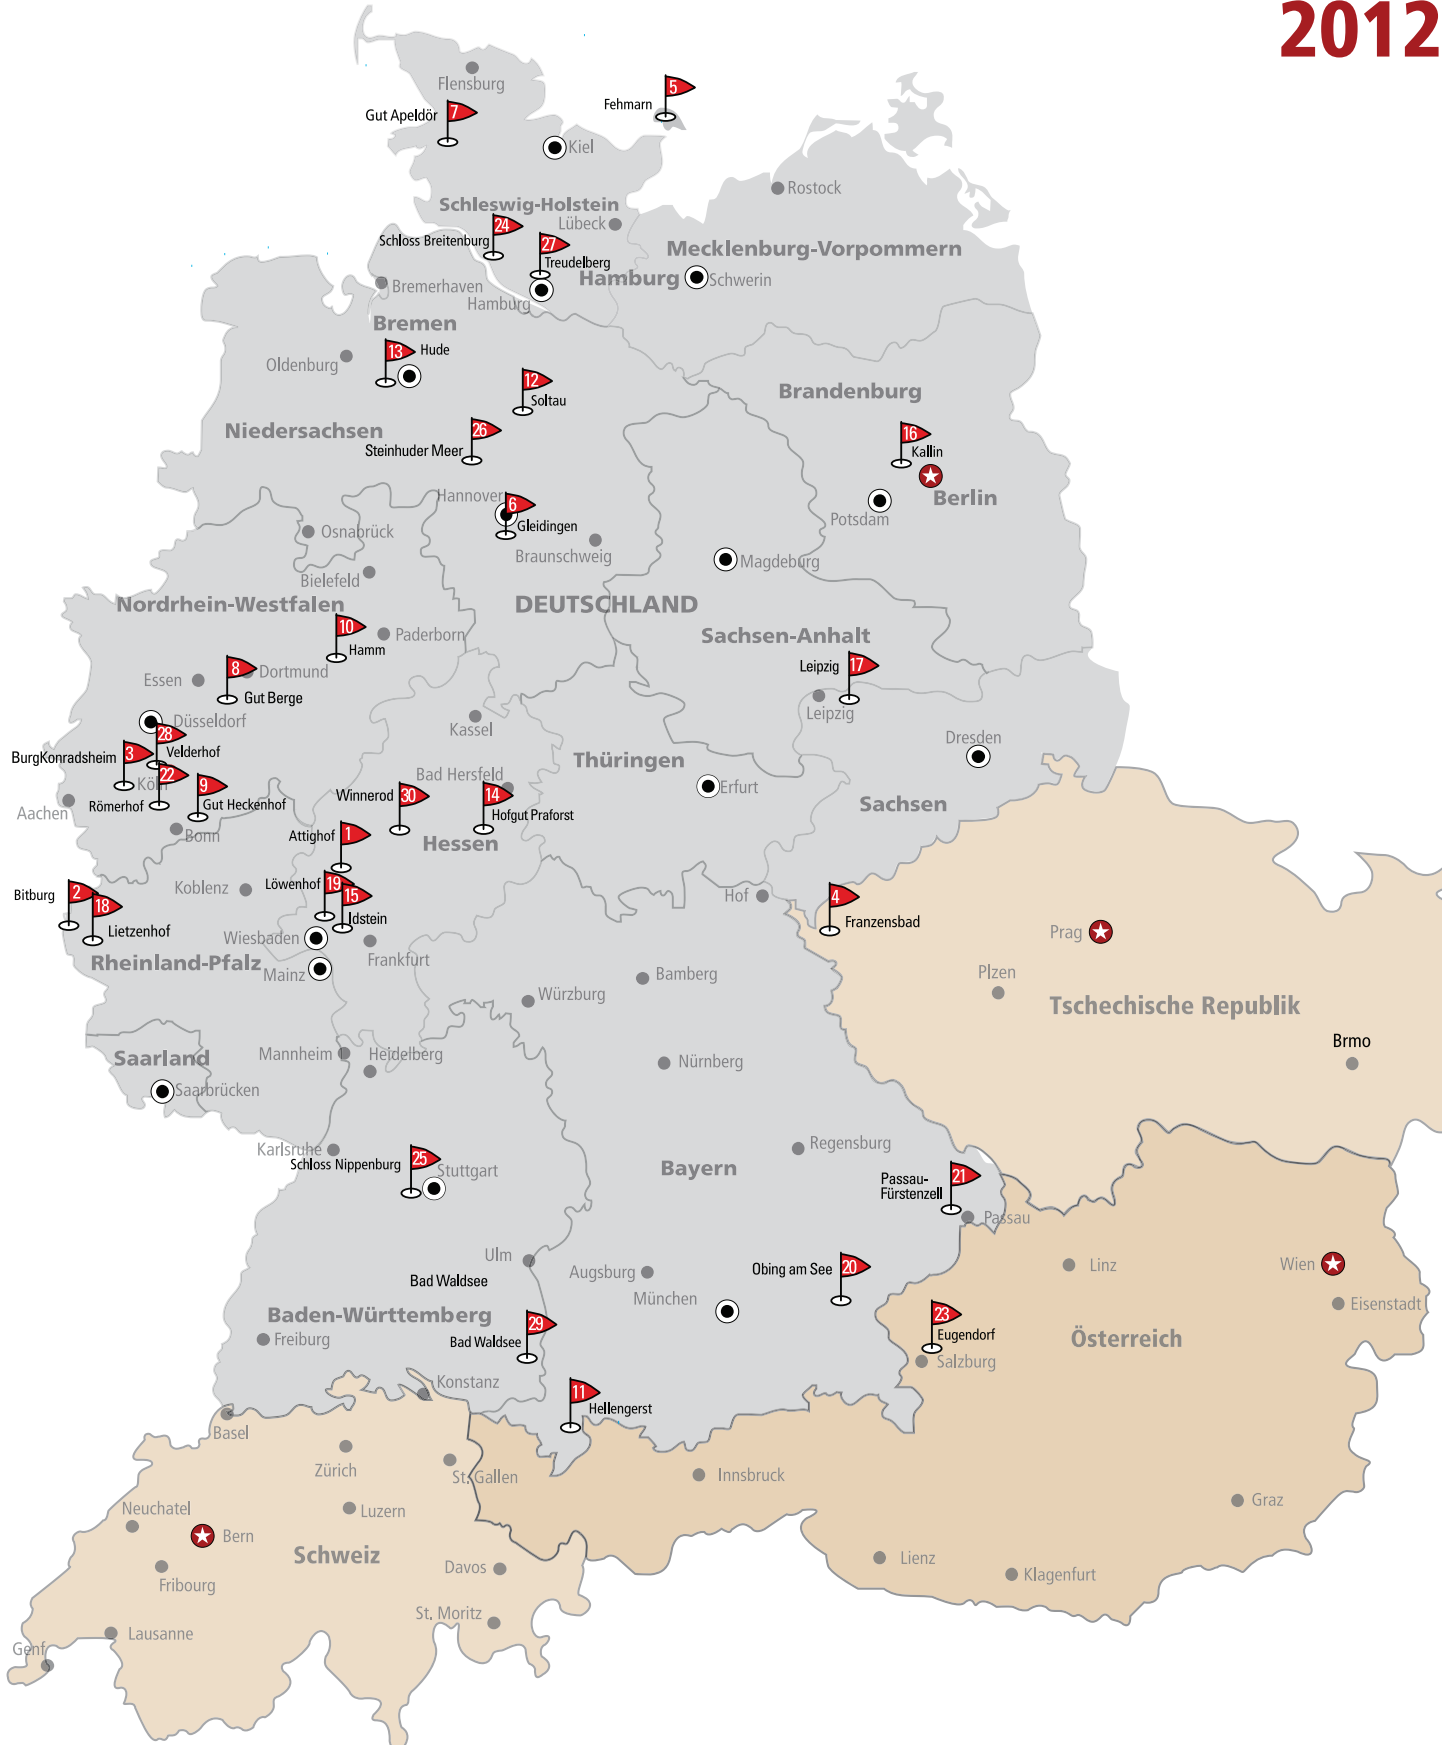 2012
Flensburg
5
Fehmarn
7
Gut Apeldör
Kiel
Rostock
Schleswig-Holstein
24
Lübeck
Schloss Breitenburg
27
Treudelberg
Mecklenburg-Vorpommern
Hamburg
Schwerin
Bremerhaven
Hamburg
Bremen
13
Hude
Oldenburg
12
Soltau
Brandenburg
Niedersachsen
26
Steinhuder Meer
16
Kallin
Berlin
Hannover
6
Gleidingen
Potsdam
Osnabrück
Braunschweig
Magdeburg
Bielefeld
Nordrhein-Westfalen
DEUTSCHLAND
10
Hamm
Paderborn
Sachsen-Anhalt
8
Dortmund
Essen
Gut Berge
Leipzig
17
Leipzig
Düsseldorf
28
Velderhof
Kassel
Dresden
BurgKonradsheim
3
Köln
22
Römerhof
9
Gut Heckenhof
Bad Hersfeld
Thüringen
Erfurt
Winnerod
30
14
Hofgut Praforst
Sachsen
Aachen
Bonn
Attighof
1
Hessen
Bitburg
2
18
Lietzenhof
Koblenz
Löwenhof
19
15
Idstein
Hof
4
Franzensbad
Wiesbaden
Frankfurt
Prag
Rheinland-Pfalz
Mainz
Bamberg
Plzen
Würzburg
Tschechische Republik
Saarland
Mannheim
Heidelberg
Nürnberg
Brmo
Saarbrücken
Karlsruhe
Schloss Nippenburg
25
Stuttgart
Regensburg
Bayern
Passau-
Fürstenzell
21
Passau
Ulm
Bad Waldsee
Augsburg
Obing am See
20
Linz
Wien
München
Eisenstadt
Baden-Württemberg
Freiburg
29
Bad Waldsee
23
Eugendorf
Salzburg
Österreich
Konstanz
11
Hellengerst
Basel
Zürich
St. Gallen
Innsbruck
Neuchatel
Luzern
Graz
Bern
Schweiz
Fribourg
Davos
Lienz
Klagenfurt
St. Moritz
Lausanne
Genf